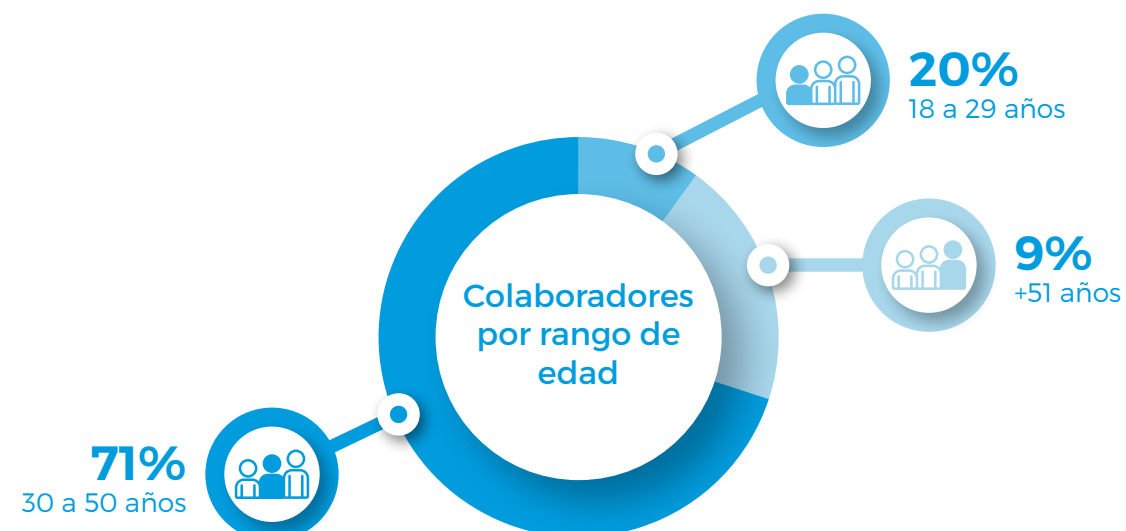 20%
18 a 29 años
9%
+51 años
Colaboradores
por rango de
edad
71%
30 a 50 años